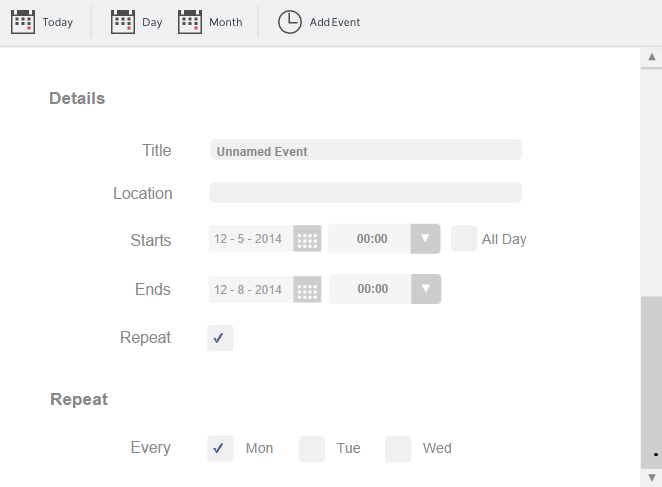 Today Day Month Add Event
Details
Title Unnamed Event
Location
Starts 12 - 5 - 2014 00:00 All Day
Ends 12 - 8 - 2014 00:00
Repeat
Repeat
Every Mon Tue Wed